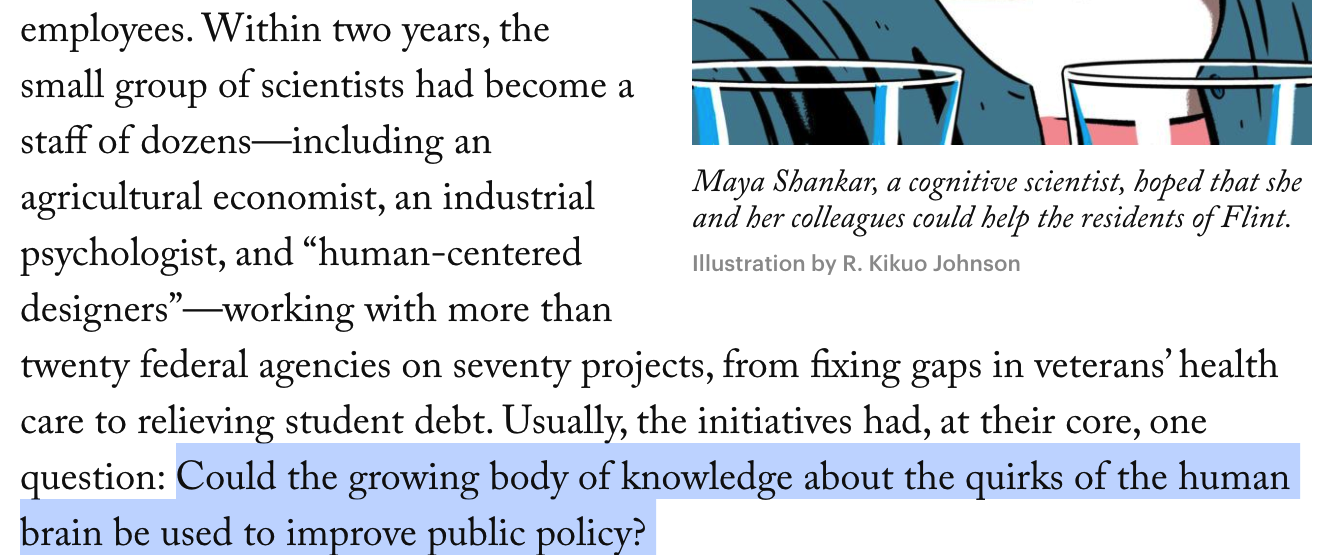 employees. Within two years, the
small group of scientists had become a
staff of dozens—including an
agricultural economist, an industrial
psychologist, and “human-centered
designers”—working with more than
twenty federal agencies on seventy projects, from fixing gaps in veterans’ health
care to relieving student debt. Usually, the initiatives had, at their core, one
question: Could the growing body of knowledge about the quirks of the human
brain be used to improve public policy?
Maya Shankar, a cognitive scientist, hoped that she
and her colleagues could help the residents of Flint.
Illustration by R. Kikuo Johnson